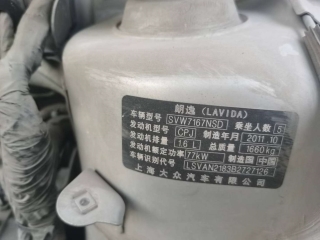 朗逸(LAVIDA)
车辆型号 SVW7167NSD 乘坐人数 5
发动机型号 CPJ 制造年月 2011 10
发动机排量 1.6 L 总质量 1660kg
发动机额定功率 77kW 制造国 中国
车辆识别代号 LSVAN2183B2727126
上海大众汽车有限公司